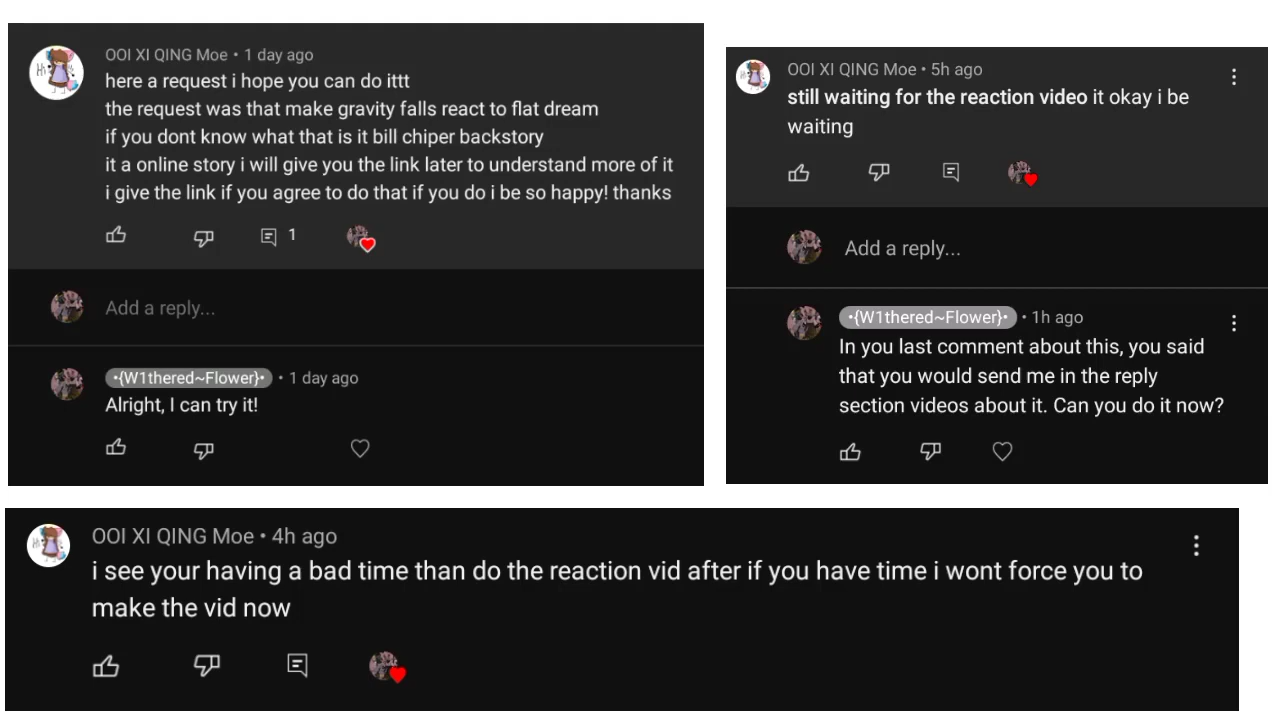 OOI XI QING Moe • 1 day ago
here a request i hope you can do ittt
the request was that make gravity falls react to flat dream
if you dont know what that is it bill chiper backstory
it a online story i will give you the link later to understand more of it
i give the link if you agree to do that if you do i be so happy! thanks
1
Add a reply...
•{W1thered~Flower}• • 1 day ago
Alright, I can try it!
OOI XI QING Moe • 5h ago
still waiting for the reaction video it okay i be
waiting
Add a reply...
•{W1thered~Flower}• • 1h ago
In you last comment about this, you said
that you would send me in the reply
section videos about it. Can you do it now?
OOI XI QING Moe • 4h ago
i see your having a bad time than do the reaction vid after if you have time i wont force you to
make the vid now